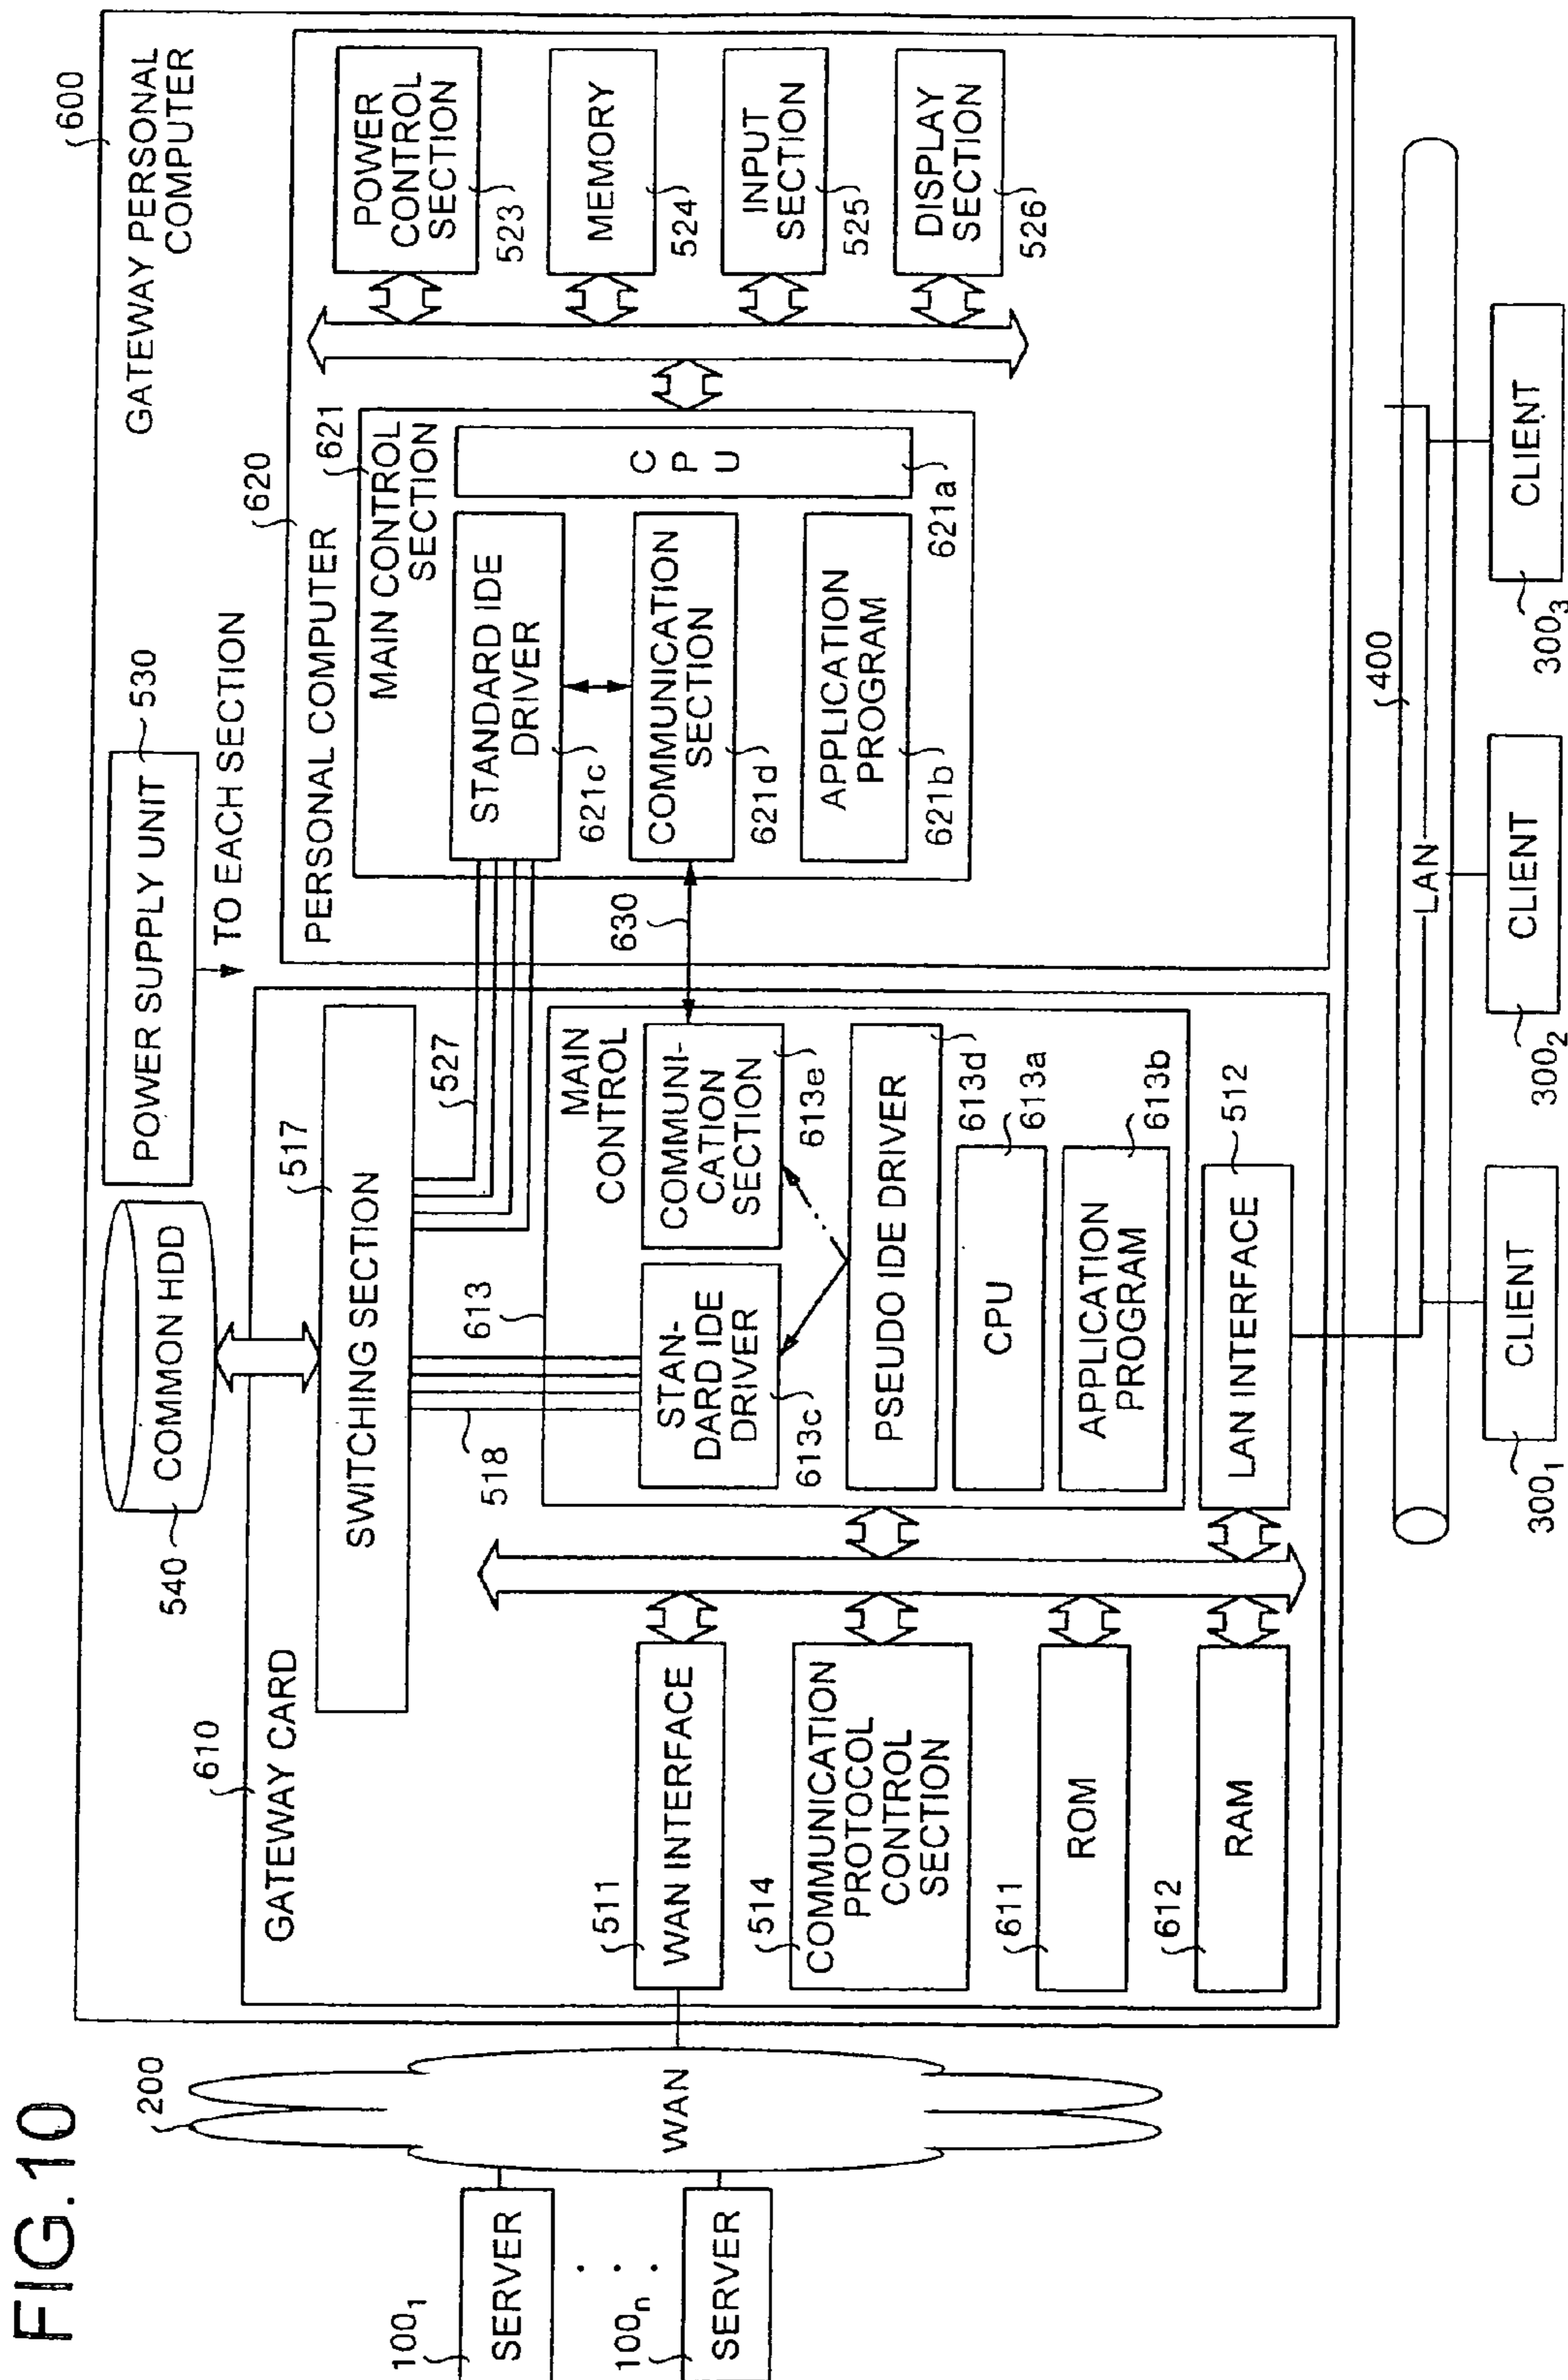 FIG.10
600
GATEWAY PERSONAL
COMPUTER
540
COMMON HDD
POWER SUPPLY UNIT
530
TO EACH SECTION
610
GATEWAY CARD
517
SWITCHING SECTION
518
527
613
MAIN
CONTROL
STAN-
DARD IDE
DRIVER
613c
COMMUNI-
CATION
SECTION
613e
PSEUDO IDE DRIVER
613d
CPU
613a
APPLICATION
PROGRAM
613b
LAN INTERFACE
512
511
WAN INTERFACE
514
COMMUNICATION
PROTOCOL
CONTROL
SECTION
611
ROM
612
RAM
620
PERSONAL COMPUTER
621
MAIN CONTROL
SECTION
STANDARD IDE
DRIVER
621c
COMMUNICATION
SECTION
621d
APPLICATION
PROGRAM
621b
C
P
U
621a
630
POWER
CONTROL
SECTION
523
MEMORY
524
INPUT
SECTION
525
DISPLAY
SECTION
526
200
WAN
100₁
SERVER
100ₙ
SERVER
400
LAN
CLIENT
300₁
CLIENT
300₂
CLIENT
300₃